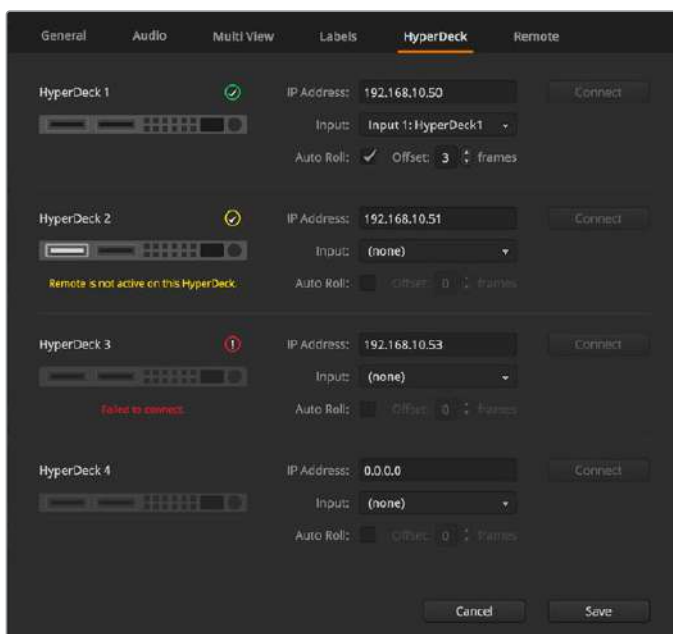 General Audio Multi View Labels HyperDeck Remote
HyperDeck 1 IP Address: 192.168.10.50 Connect
Input: Input 1: HyperDeck1
Auto Roll: Offset: 3 frames
HyperDeck 2 IP Address: 192.168.10.51 Connect
Input: (none)
Remote is not active on this HyperDeck. Auto Roll: Offset: 0 frames
HyperDeck 3 IP Address: 192.168.10.53 Connect
Input: (none)
Failed to connect. Auto Roll: Offset: 0 frames
HyperDeck 4 IP Address: 0.0.0.0 Connect
Input: (none)
Auto Roll: Offset: 0 frames
Cancel Save